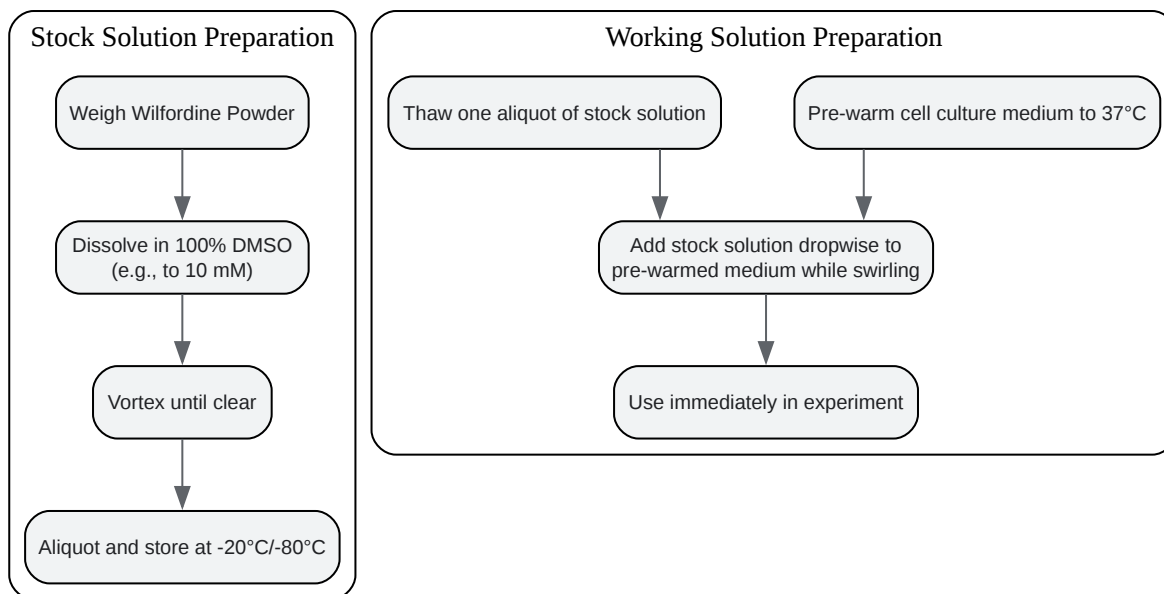 Stock Solution Preparation
Weigh Wilfordine Powder
Dissolve in 100% DMSO
(e.g., to 10 mM)
Vortex until clear
Aliquot and store at -20°C/-80°C
Working Solution Preparation
Thaw one aliquot of stock solution
Pre-warm cell culture medium to 37°C
Add stock solution dropwise to
pre-warmed medium while swirling
Use immediately in experiment